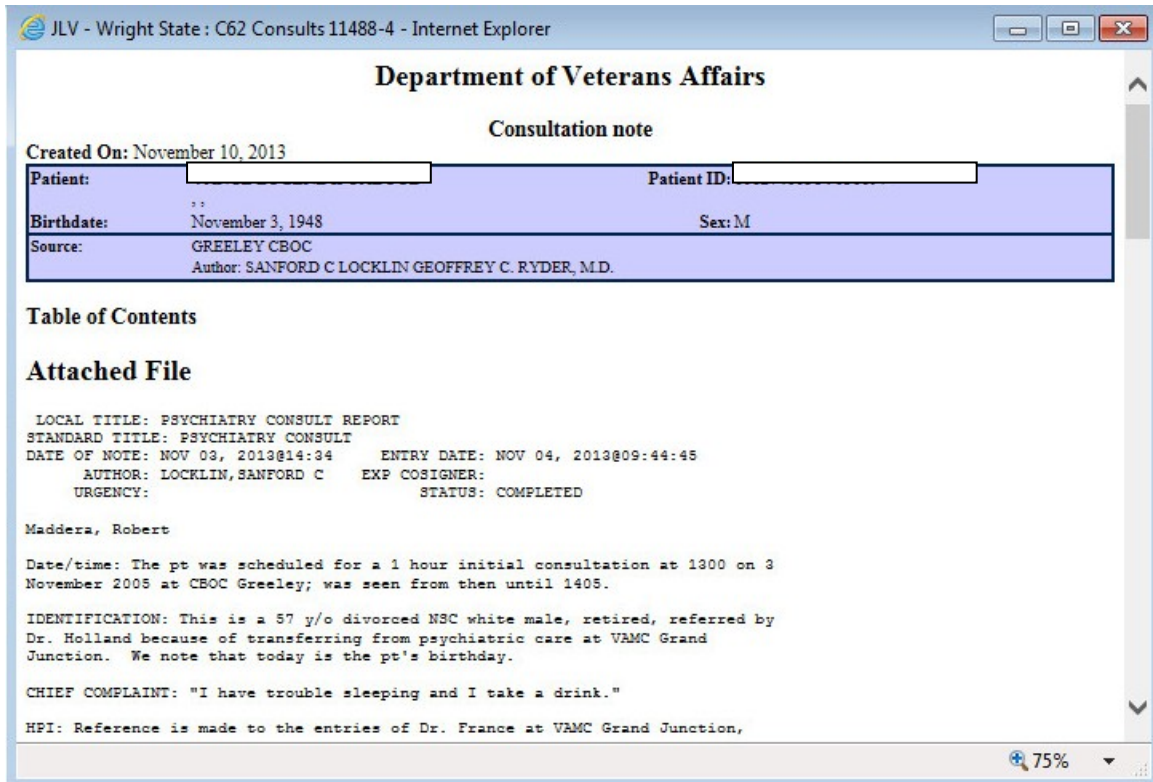 JLV - Wright State : C62 Consults 11488-4 - Internet Explorer
Department of Veterans Affairs
Consultation note
Created On: November 10, 2013
Patient: Patient ID:
, ,
Birthdate: November 3, 1948 Sex: M
Source: GREELEY CBOC
Author: SANFORD C LOCKLIN GEOFFREY C. RYDER, M.D.
Table of Contents
Attached File
LOCAL TITLE: PSYCHIATRY CONSULT REPORT
STANDARD TITLE: PSYCHIATRY CONSULT
DATE OF NOTE: NOV 03, 2013@14:34 ENTRY DATE: NOV 04, 2013@09:44:45
AUTHOR: LOCKLIN,SANFORD C EXP COSIGNER:
URGENCY: STATUS: COMPLETED
Maddera, Robert
Date/time: The pt was scheduled for a 1 hour initial consultation at 1300 on 3
November 2005 at CBOC Greeley; was seen from then until 1405.
IDENTIFICATION: This is a 57 y/o divorced NSC white male, retired, referred by
Dr. Holland because of transferring from psychiatric care at VAMC Grand
Junction. We note that today is the pt's birthday.
CHIEF COMPLAINT: "I have trouble sleeping and I take a drink."
HPI: Reference is made to the entries of Dr. France at VAMC Grand Junction,
75%